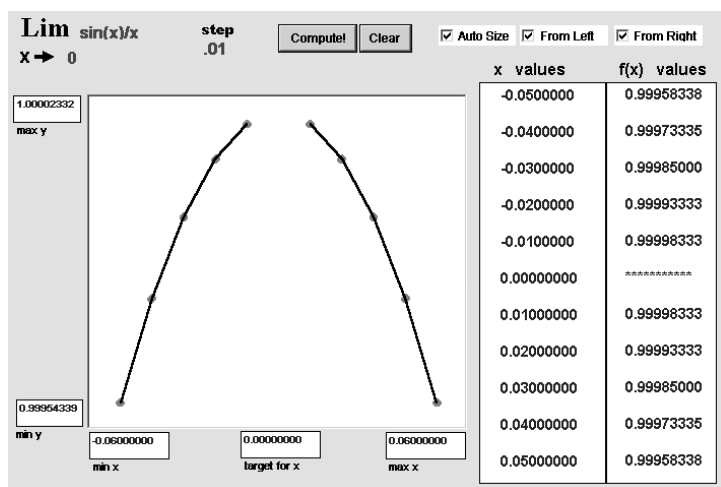 Lim sin(x)/x
x → 0
step
.01
Compute!
Clear
Auto Size
From Left
From Right
x values f(x) values
-0.0500000 0.99958338
-0.0400000 0.99973335
-0.0300000 0.99985000
-0.0200000 0.99993333
-0.0100000 0.99998333
0.00000000 ***********
0.01000000 0.99998333
0.02000000 0.99993333
0.03000000 0.99985000
0.04000000 0.99973335
0.05000000 0.99958338
1.00002332
max y
0.99954339
min y
-0.06000000 0.00000000 0.06000000
min x target for x max x